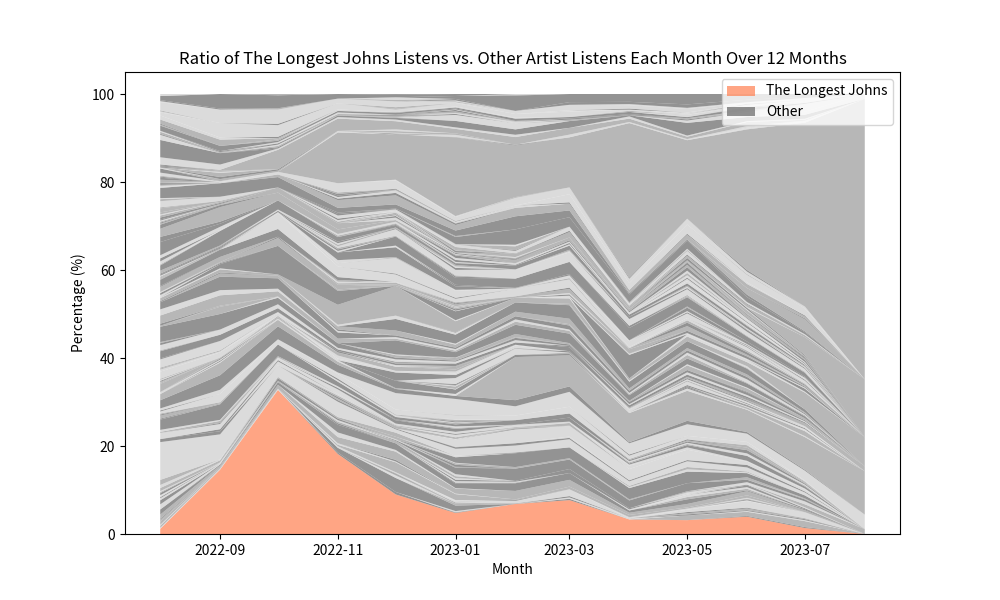 Ratio of The Longest Johns Listens vs. Other Artist Listens Each Month Over 12 Months
The Longest Johns
Other
Percentage (%)
100
80
60
40
20
0
2022-09
2022-11
2023-01
2023-03
2023-05
2023-07
Month